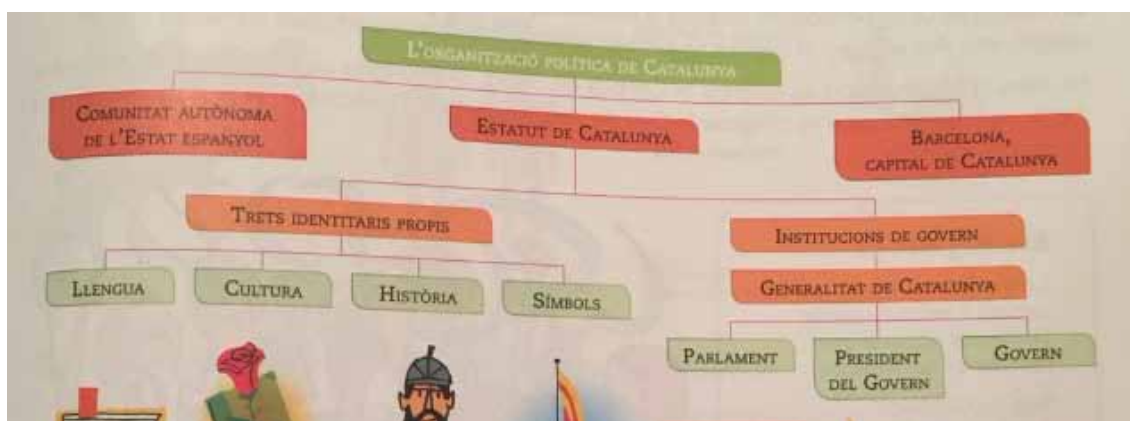 L'ORGANITZACIÓ POLÍTICA DE CATALUNYA
COMUNITAT AUTÒNOMA
DE L'ESTAT ESPANYOL
ESTATUT DE CATALUNYA
BARCELONA,
CAPITAL DE CATALUNYA
TRETS IDENTITARIS PROPIS
LLENGUA
CULTURA
HISTÒRIA
SÍMBOLS
INSTITUCIONS DE GOVERN
GENERALITAT DE CATALUNYA
PARLAMENT
PRESIDENT
DEL GOVERN
GOVERN